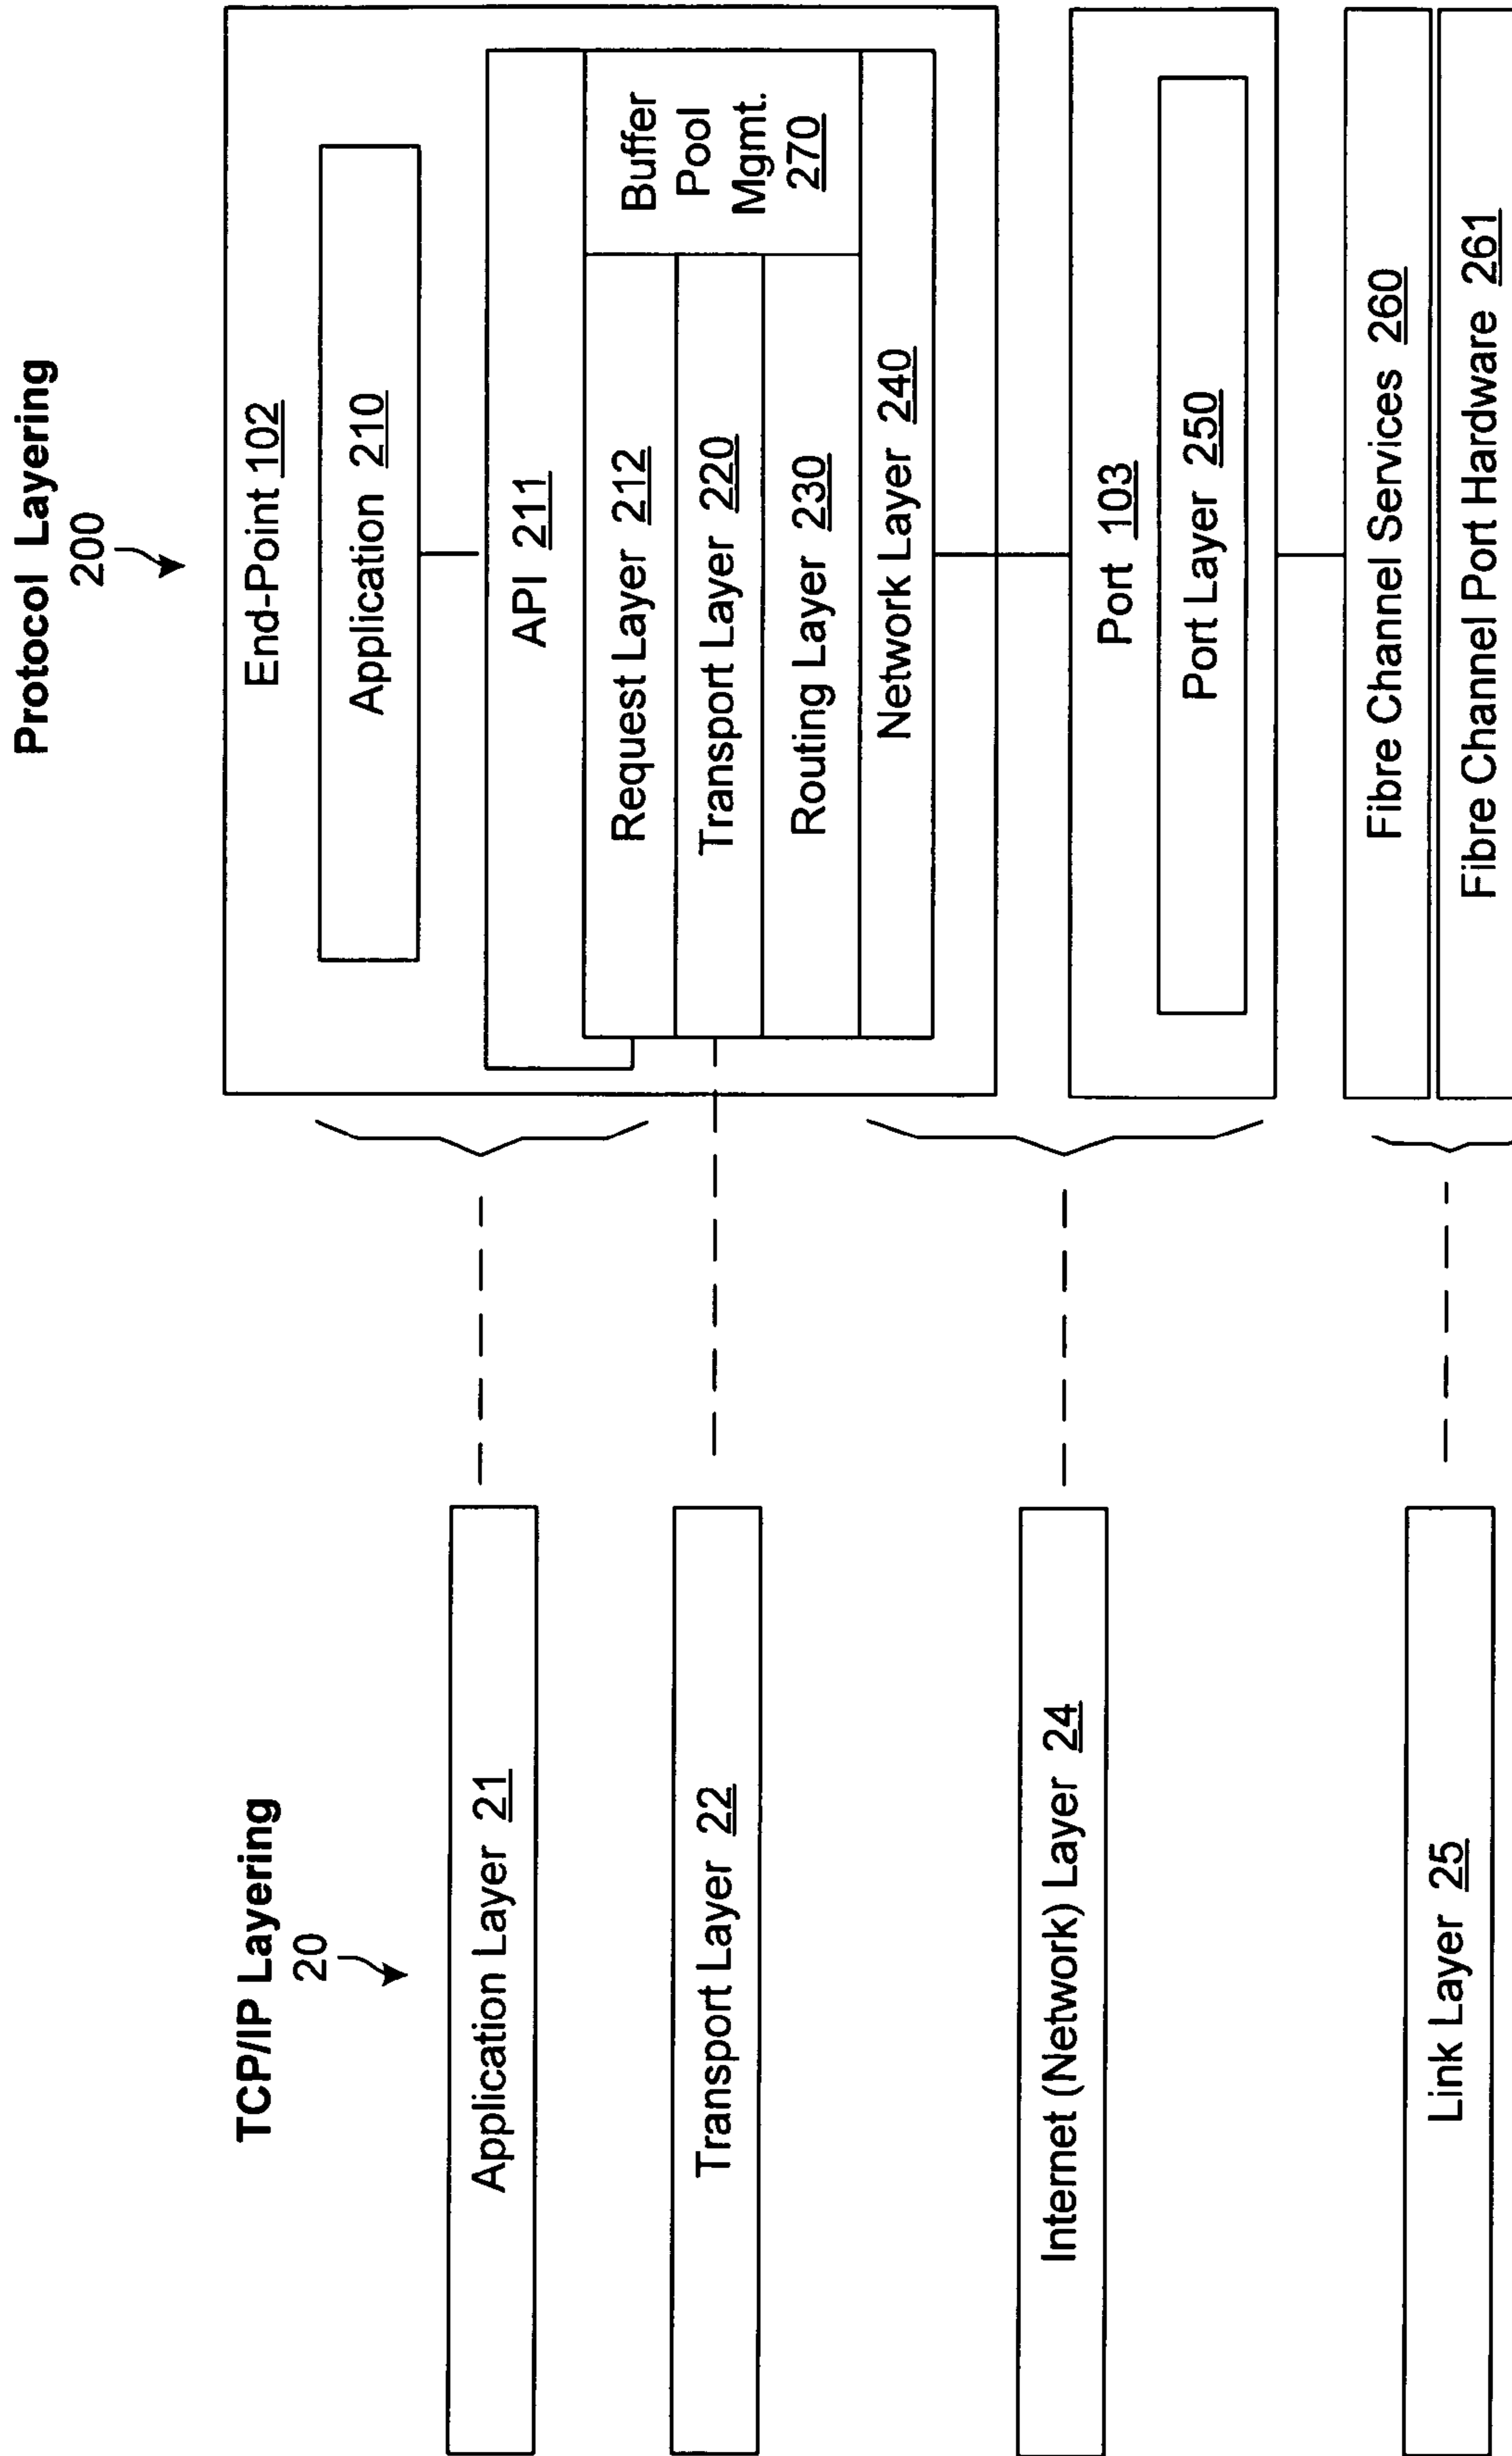 TCP/IP Layering
20
Application Layer 21
Transport Layer 22
Internet (Network) Layer 24
Link Layer 25
Protocol Layering
200
End-Point 102
Application 210
API 211
Request Layer 212
Transport Layer 220
Routing Layer 230
Buffer
Pool
Mgmt.
270
Network Layer 240
Port 103
Port Layer 250
Fibre Channel Services 260
Fibre Channel Port Hardware 261